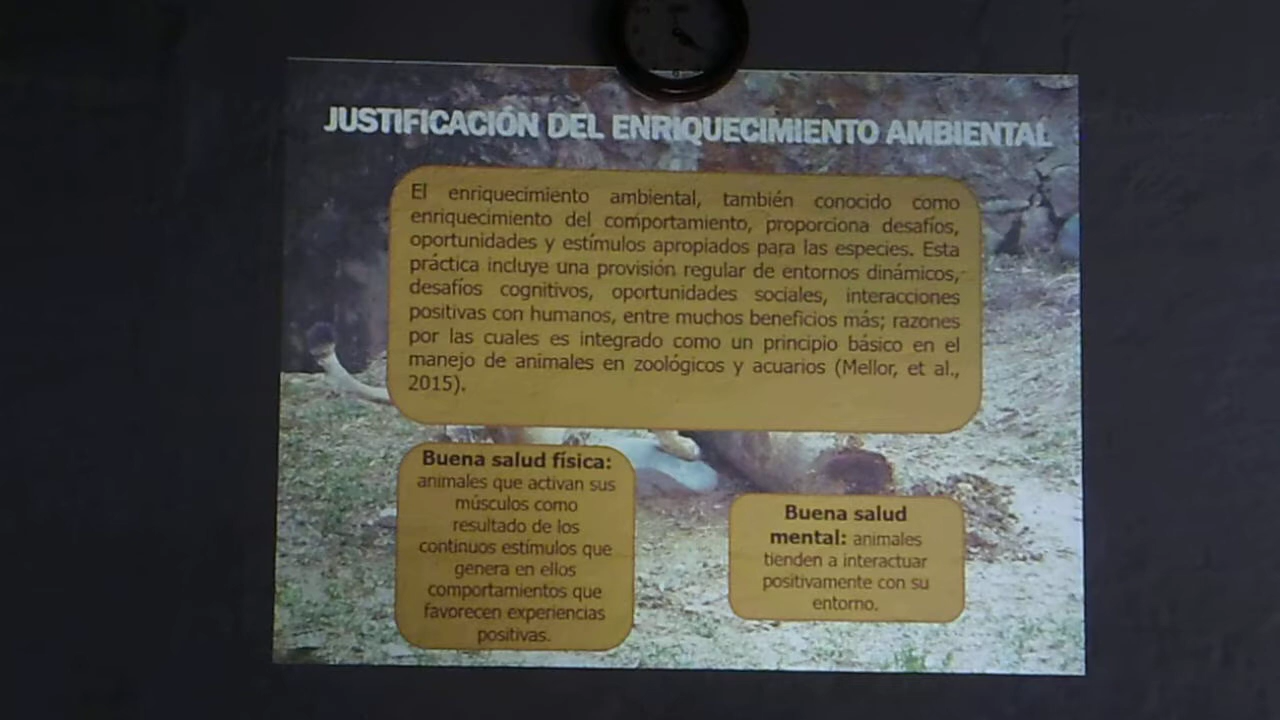 JUSTIFICACIÓN DEL ENRIQUECIMIENTO AMBIENTAL
El enriquecimiento ambiental, también conocido como
enriquecimiento del comportamiento, proporciona desafíos,
oportunidades y estímulos apropiados para las especies. Esta
práctica incluye una provisión regular de entornos dinámicos,
desafíos cognitivos, oportunidades sociales, interacciones
positivas con humanos, entre muchos beneficios más; razones
por las cuales es integrado como un principio básico en el
manejo de animales en zoológicos y acuarios (Mellor, et al.,
2015).
Buena salud física:
animales que activan sus
músculos como
resultado de los
continuos estímulos que
genera en ellos
comportamientos que
favorecen experiencias
positivas.
Buena salud
mental: animales
tienden a interactuar
positivamente con su
entorno.